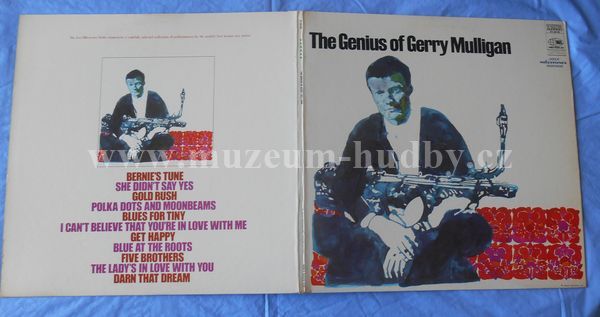 The Genius of Gerry Mulligan
BERNIE'S TUNE
SHE DIDN'T SAY YES
GOLD RUSH
POLKA DOTS AND MOONBEAMS
BLUES FOR TINY
I CAN'T BELIEVE THAT YOU'RE IN LOVE WITH ME
GET HAPPY
BLUE AT THE ROOTS
FIVE BROTHERS
THE LADY'S IN LOVE WITH YOU
DARN THAT DREAM
www.muzeum-hudby.cz